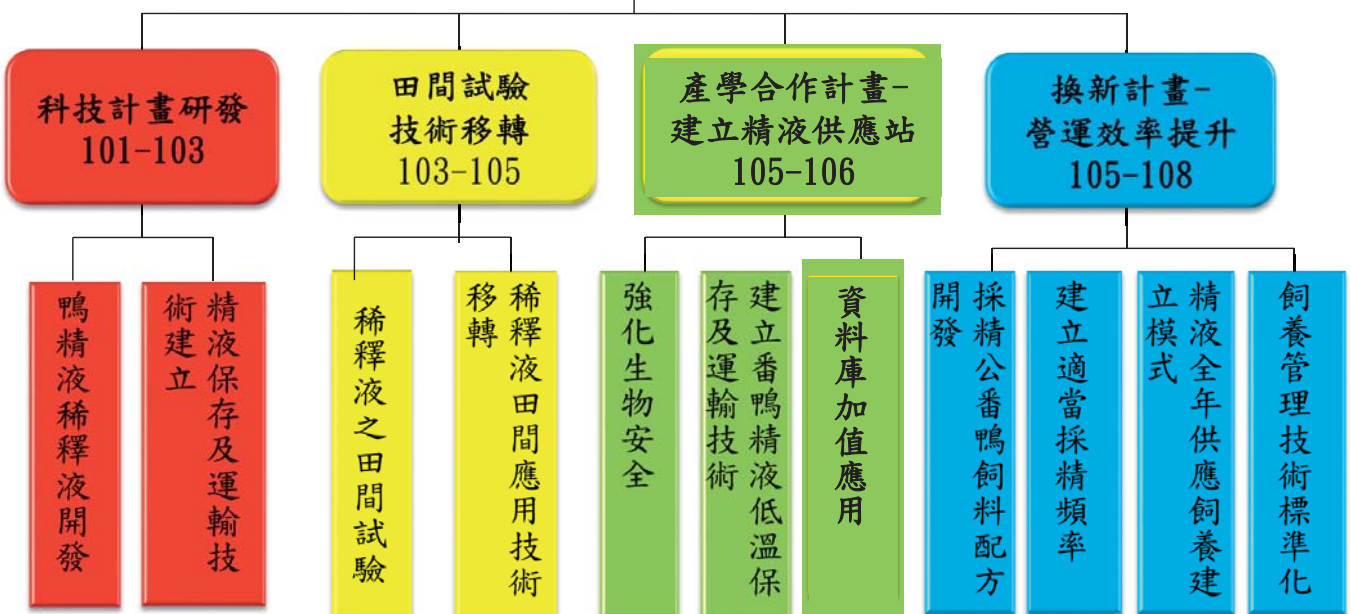 科技計畫研發
101-103
田間試驗
技術移轉
103-105
產學合作計畫-
建立精液供應站
105-106
換新計畫-
營運效率提升
105-108
鴨精液稀釋液開發
精液保存及運輸技
術建立
稀釋液之田間試驗
稀釋液田間應用技術
移轉
強化生物安全
建立番鴨精液低溫保
存及運輸技術
資料庫加值應用
採精公番鴨飼料配方
開發
建立適當採精頻率
精液全年供應飼養建
立模式
飼養管理技術標準化